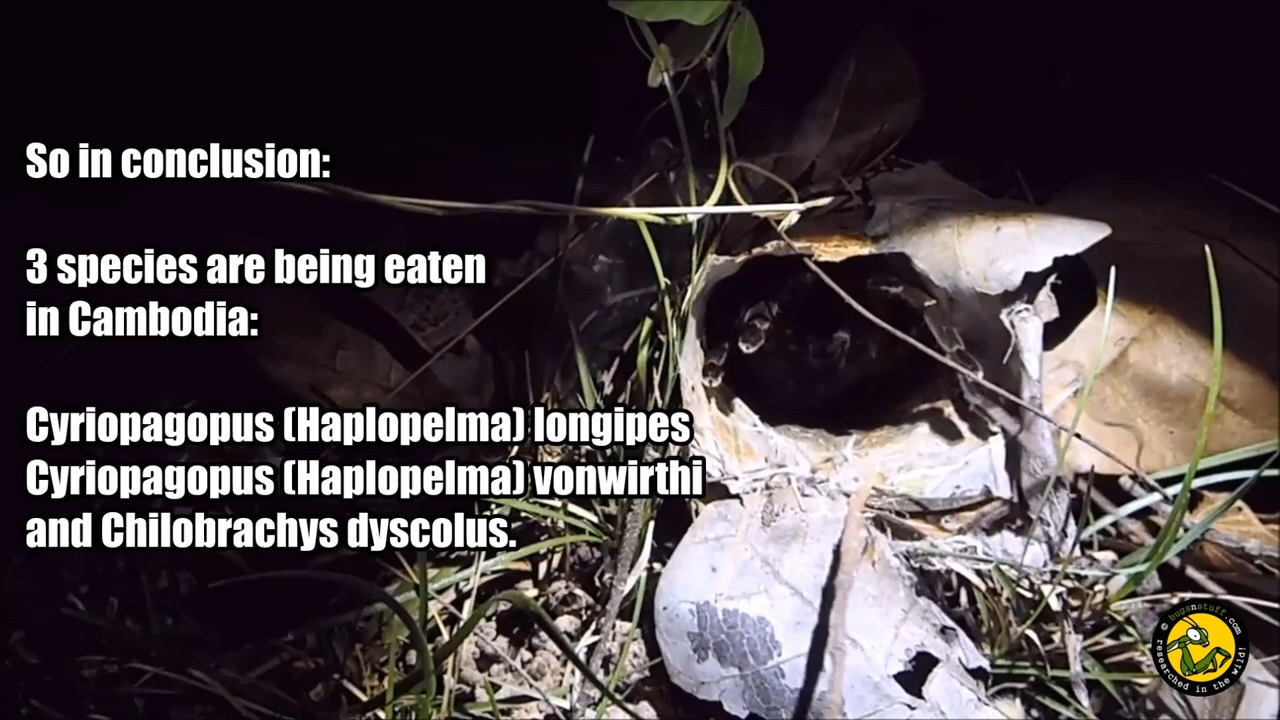 So in conclusion:
3 species are being eaten
in Cambodia:
Cyriopagopus (Haplopelma) longipes
Cyriopagopus (Haplopelma) vonwirthi
and Chilobrachys dyscolus.
© bugsnstuff.com
researched in the wild!